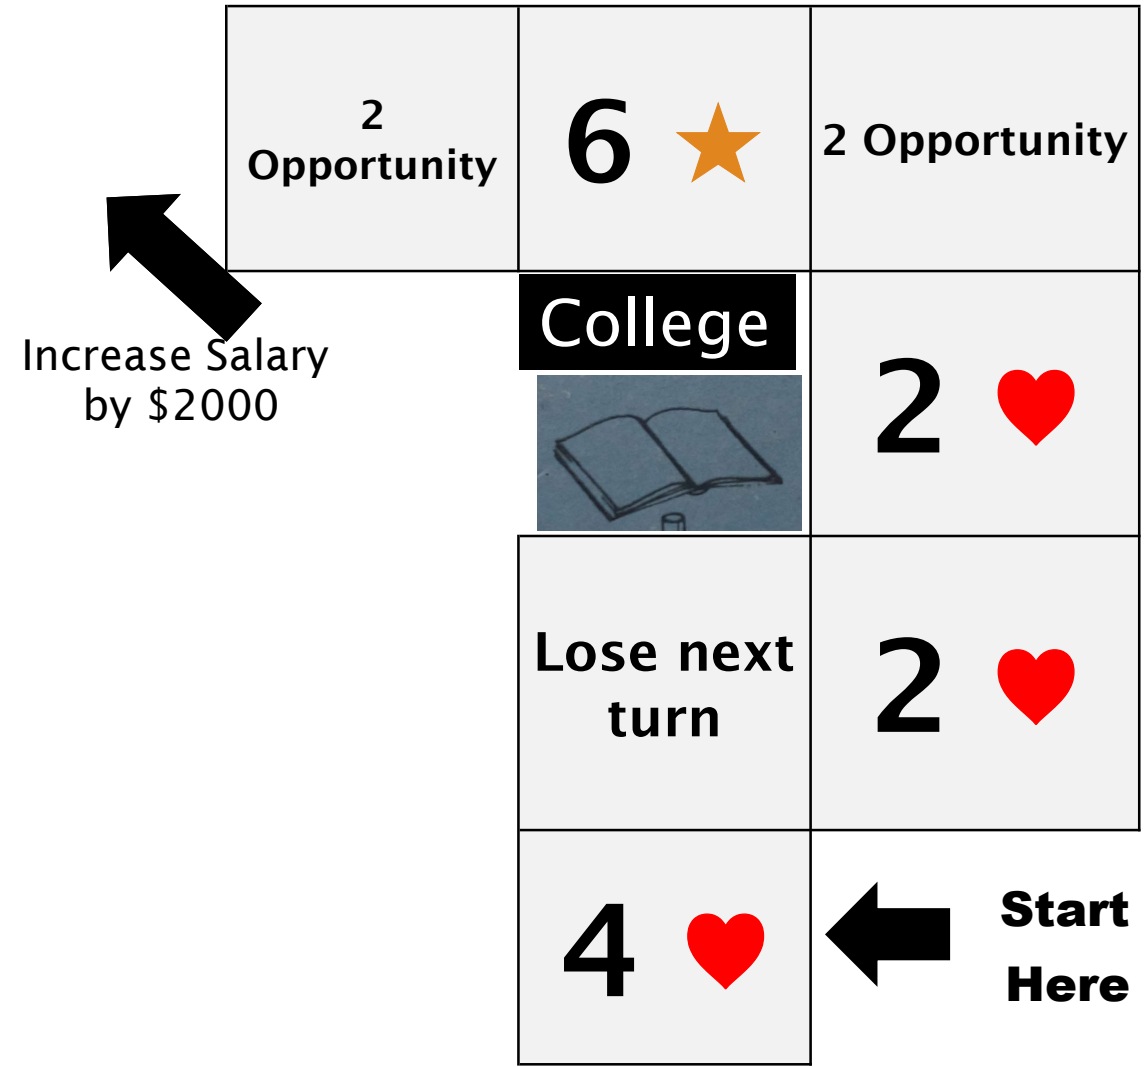 2
Opportunity
6
2 Opportunity
College
2
Increase Salary
by $2000
Lose next
turn
2
4
Start
Here